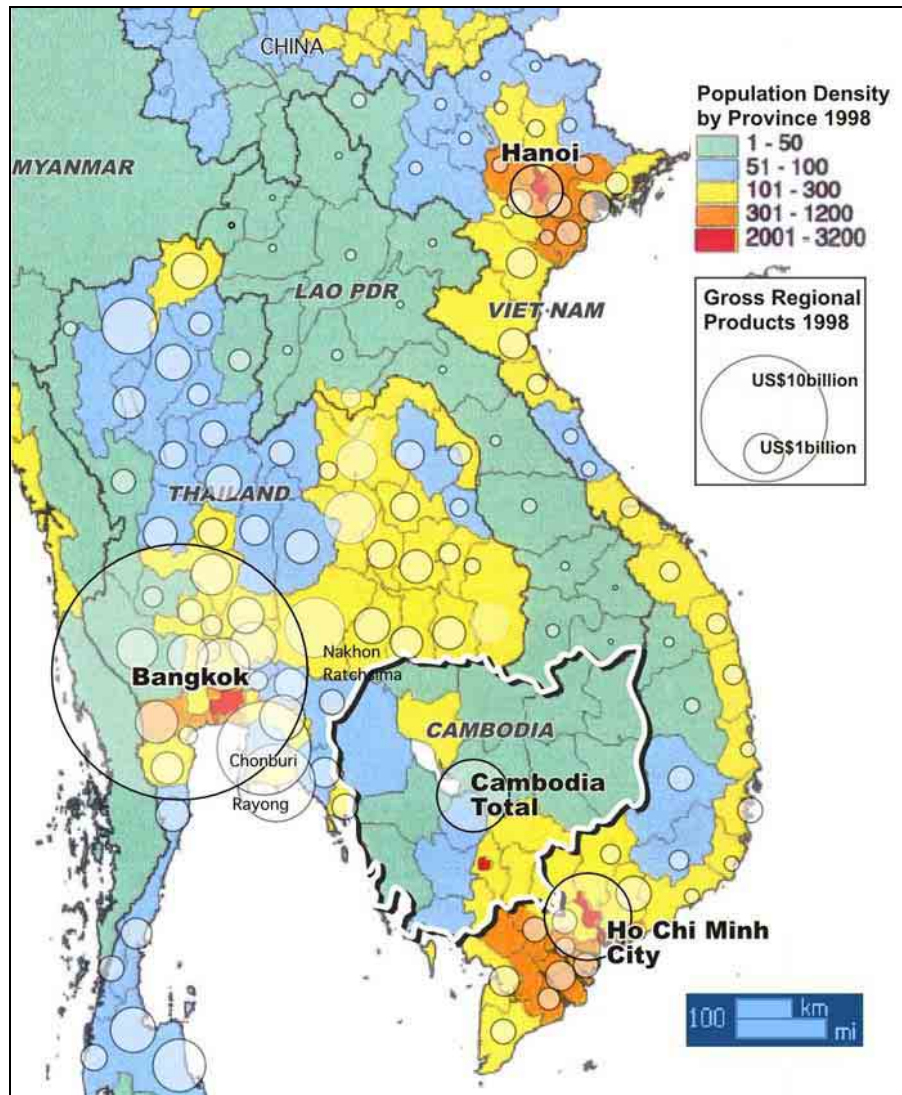 CHINA
MYANMAR
Hanoi
Population Density
by Province 1998
1 - 50
51 - 100
101 - 300
301 - 1200
2001 - 3200
LAO PDR
VIET NAM
Gross Regional
Products 1998
US$10billion
US$1billion
THAILAND
Nakhon
Ratchsima
Bangkok
CAMBODIA
Chonburi
Rayong
Cambodia
Total
Ho Chi Minh
City
100
km
mi